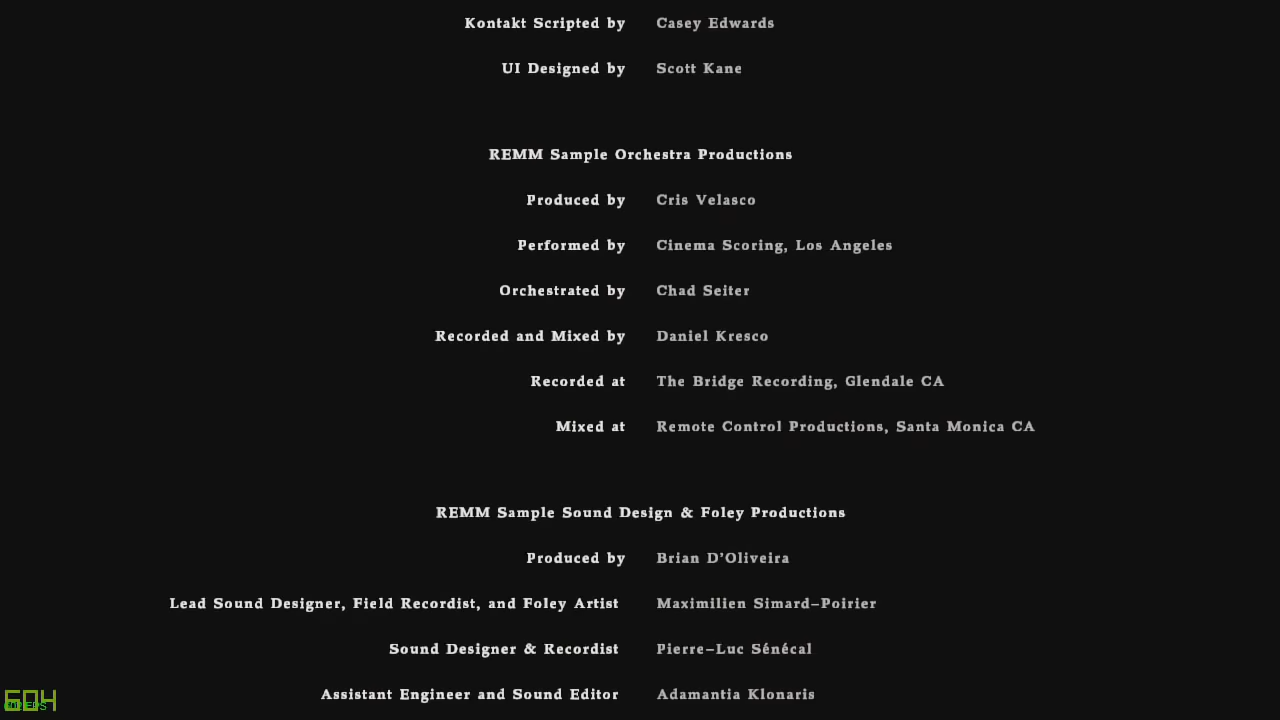 Kontakt Scripted by Casey Edwards
UI Designed by Scott Kane
REMM Sample Orchestra Productions
Produced by Cris Velasco
Performed by Cinema Scoring, Los Angeles
Orchestrated by Chad Seiter
Recorded and Mixed by Daniel Kresco
Recorded at The Bridge Recording, Glendale CA
Mixed at Remote Control Productions, Santa Monica CA
REMM Sample Sound Design & Foley Productions
Produced by Brian D'Oliveira
Lead Sound Designer, Field Recordist, and Foley Artist Maximilien Simard–Poirier
Sound Designer & Recordist Pierre–Luc Sénécal
Assistant Engineer and Sound Editor Adamantia Klonaris
604